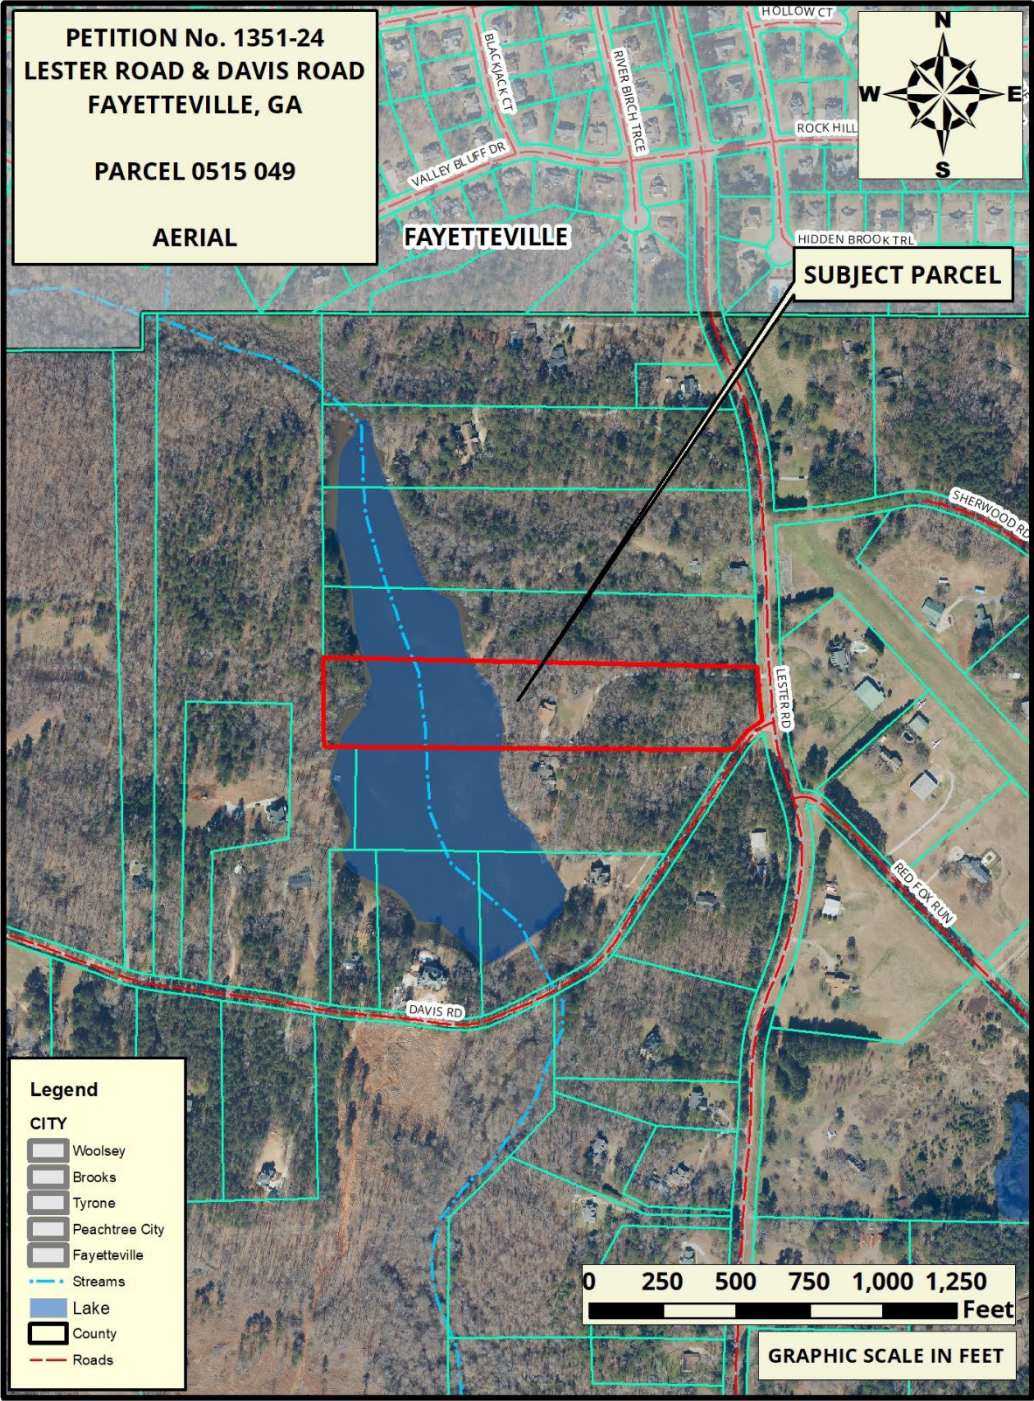 PETITION No. 1351-24
LESTER ROAD & DAVIS ROAD
FAYETTEVILLE, GA
PARCEL 0515 049
AERIAL
HOLLOW CT
N
W
E
S
BLACKJACK CT
RIVER BIRCH TRCE
ROCK HILL
VALLEY BLUFF DR
FAYETTEVILLE
HIDDEN BROOK TRL
SUBJECT PARCEL
SHERWOOD RD
LESTER RD
RED FOX RUN
DAVIS RD
Legend
CITY
Woolsey
Brooks
Tyrone
Peachtree City
Fayetteville
Streams
Lake
County
Roads
0 250 500 750 1,000 1,250
Feet
GRAPHIC SCALE IN FEET